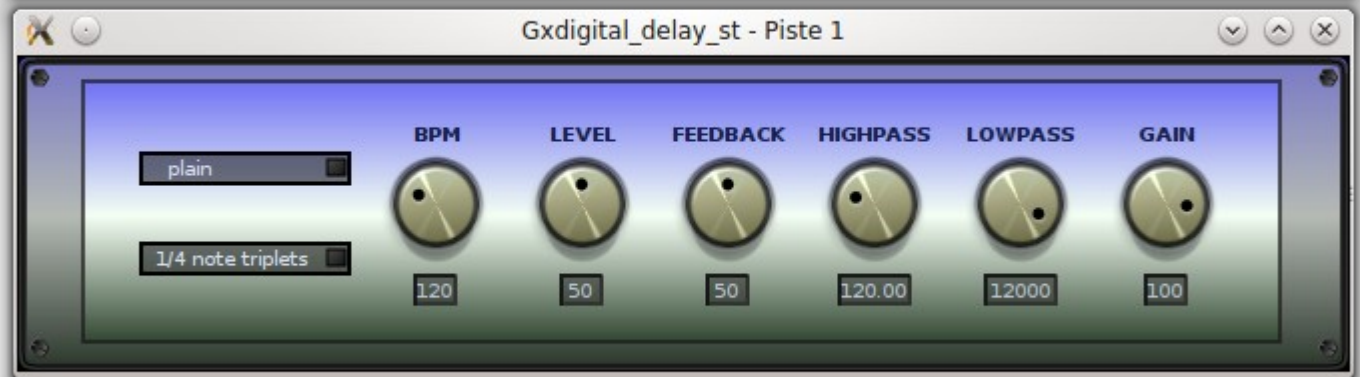 Gxdigital_delay_st - Piste 1
BPM LEVEL FEEDBACK HIGHPASS LOWPASS GAIN
plain
1/4 note triplets
120 50 50 120.00 12000 100